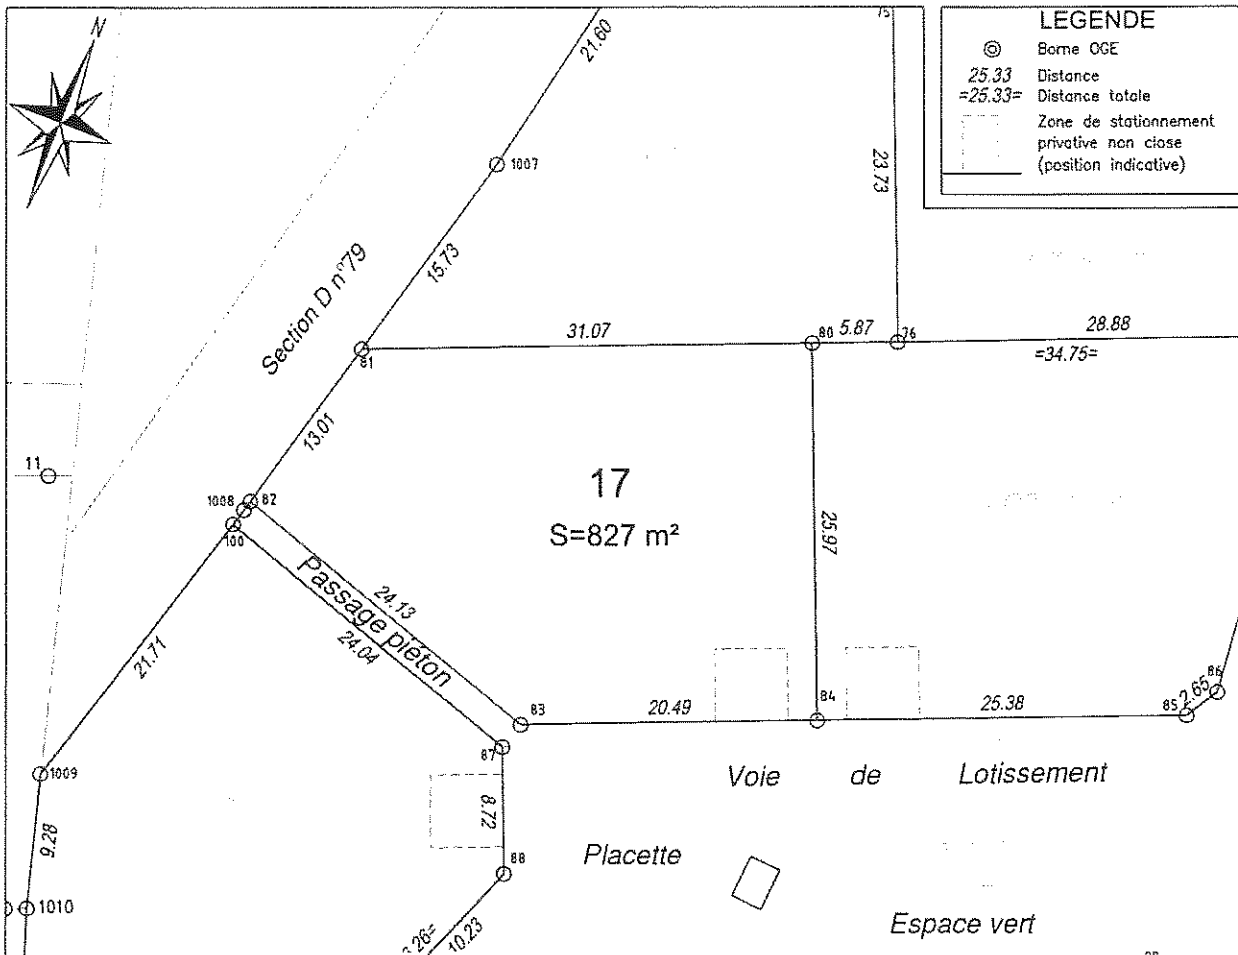 N
LEGENDE
Borne OGE
25.33 Distance
=25.33= Distance totale
Zone de stationnement
privative non close
(position indicative)
21.60
1007
23.73
15.73
Section D n°79
31.07
80
5.87
76
28.88
=34.75=
81
13.01
11
17
S=827 m²
1008
82
100
25.97
Passage piéton
24.13
24.04
21.71
86
2.65
84
85
20.49
25.38
83
87
1009
Voie de Lotissement
8.72
9.28
Placette
88
1010
Espace vert
10.23